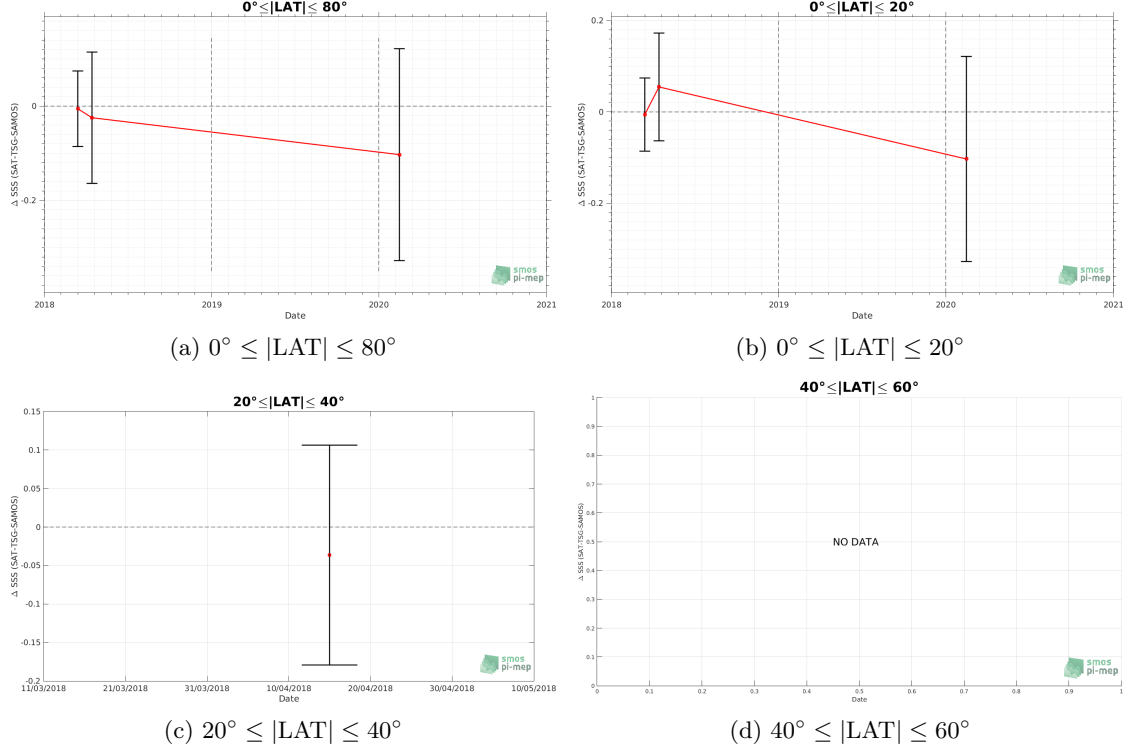 0°≤|LAT|≤ 80°
Δ SSS (SAT-TSG-SAMOS)
0
-0.2
2018 2019 2020 2021
Date
smos
pi-mep
(a) 0° ≤ |LAT| ≤ 80°
0°≤|LAT|≤ 20°
Δ SSS (SAT-TSG-SAMOS)
0.2
0
-0.2
2018 2019 2020 2021
Date
smos
pi-mep
(b) 0° ≤ |LAT| ≤ 20°
20°≤|LAT|≤ 40°
Δ SSS (SAT-TSG-SAMOS)
0.15
0.1
0.05
0
-0.05
-0.1
-0.15
-0.2
11/03/2018 21/03/2018 31/03/2018 10/04/2018 20/04/2018 30/04/2018 10/05/2018
Date
smos
pi-mep
(c) 20° ≤ |LAT| ≤ 40°
40°≤|LAT|≤ 60°
Δ SSS (SAT-TSG-SAMOS)
1
0.9
0.8
0.7
0.6
0.5
0.4
0.3
0.2
0.1
0
NO DATA
0 0.1 0.2 0.3 0.4 0.5 0.6 0.7 0.8 0.9 1
Date
smos
pi-mep
(d) 40° ≤ |LAT| ≤ 60°